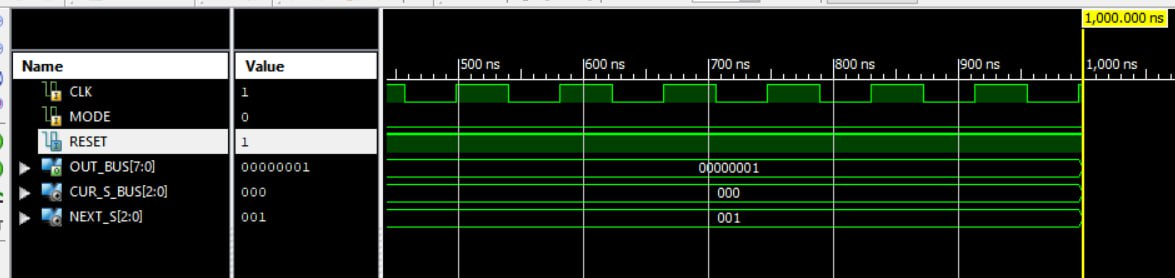 1,000.000 ns
Name Value 500 ns 600 ns 700 ns 800 ns 900 ns 1,000 ns
CLK 1
MODE 0
RESET 1
OUT_BUS[7:0] 00000001 00000001
CUR_S_BUS[2:0] 000 000
NEXT_S[2:0] 001 001